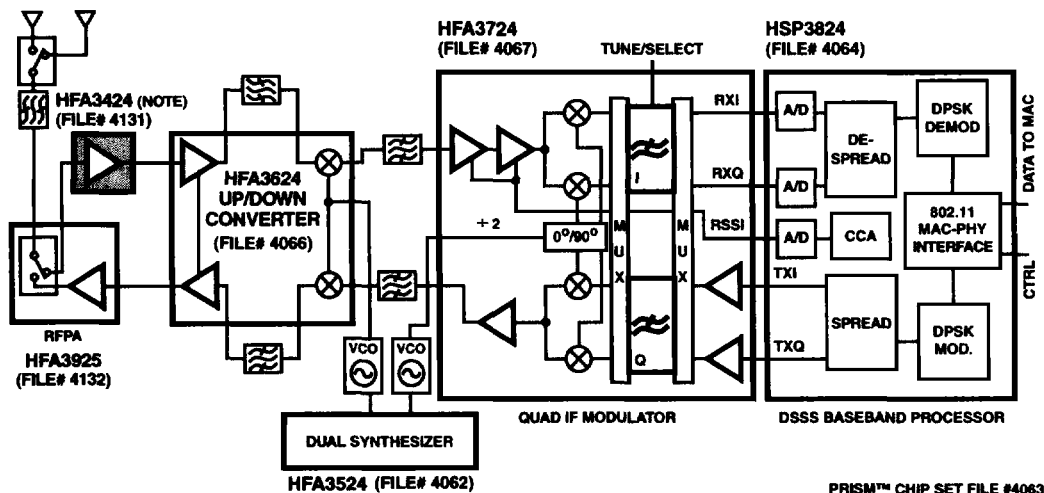 HFA3424 (NOTE)
(FILE# 4131)
HFA3624
UP/DOWN
CONVERTER
(FILE# 4066)
RFPA
HFA3925
(FILE# 4132)
VCO
VCO
DUAL SYNTHESIZER
HFA3524 (FILE# 4062)
HFA3724
(FILE# 4067)
TUNE/SELECT
I
÷ 2
0°/90°
M
U
X
M
U
X
Q
QUAD IF MODULATOR
RXI
RXQ
RSSI
TXI
TXQ
HSP3824
(FILE# 4064)
A/D
A/D
A/D
DE-
SPREAD
CCA
DPSK
DEMOD
802.11
MAC-PHY
INTERFACE
SPREAD
DPSK
MOD.
DATA TO MAC
CTRL
DSSS BASEBAND PROCESSOR
PRISM™ CHIP SET FILE #4063